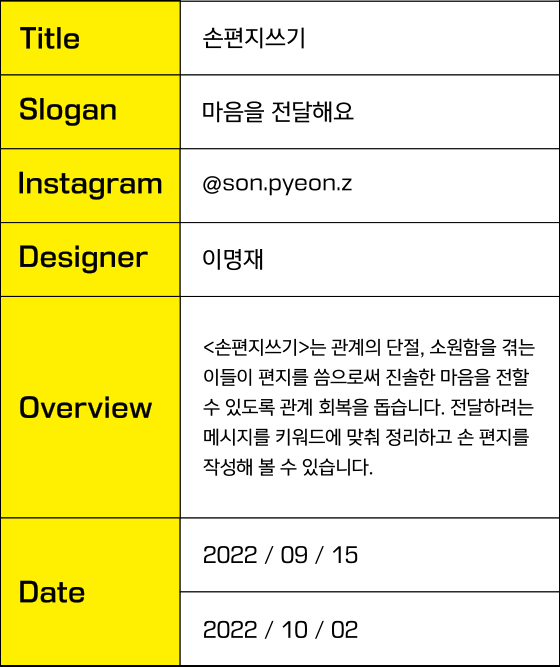 Title
손편지쓰기
Slogan
마음을 전달해요
Instagram
@son.pyeon.z
Designer
이명재
Overview
<손편지쓰기>는 관계의 단절, 소원함을 겪는
이들이 편지를 씀으로써 진솔한 마음을 전할
수 있도록 관계 회복을 돕습니다. 전달하려는
메시지를 키워드에 맞춰 정리하고 손 편지를
작성해 볼 수 있습니다.
Date
2022 / 09 / 15
2022 / 10 / 02